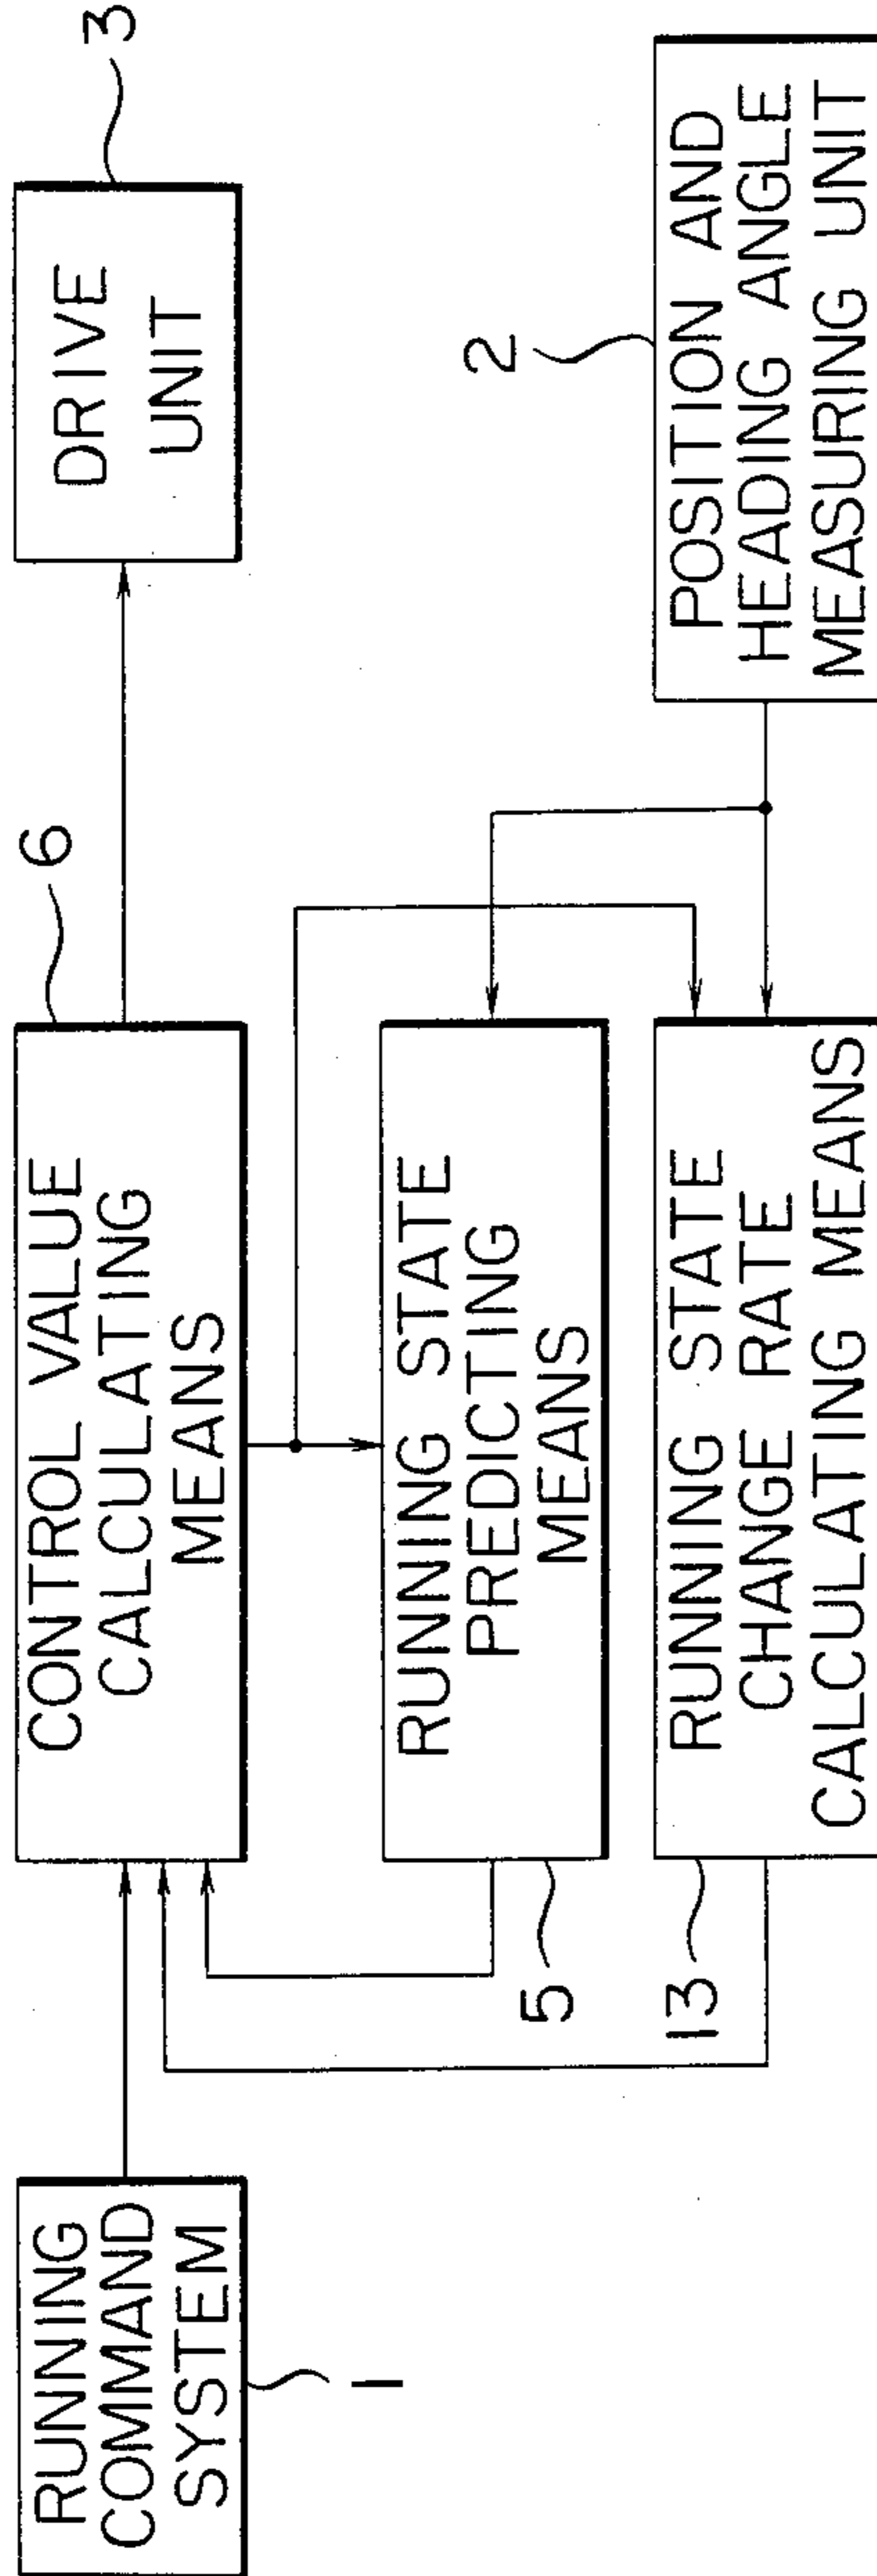 RUNNING
COMMAND
SYSTEM
1
CONTROL VALUE
CALCULATING
MEANS
6
DRIVE
UNIT
3
RUNNING STATE
PREDICTING
MEANS
5
RUNNING STATE
CHANGE RATE
CALCULATING MEANS
13
POSITION AND
HEADING ANGLE
MEASURING UNIT
2